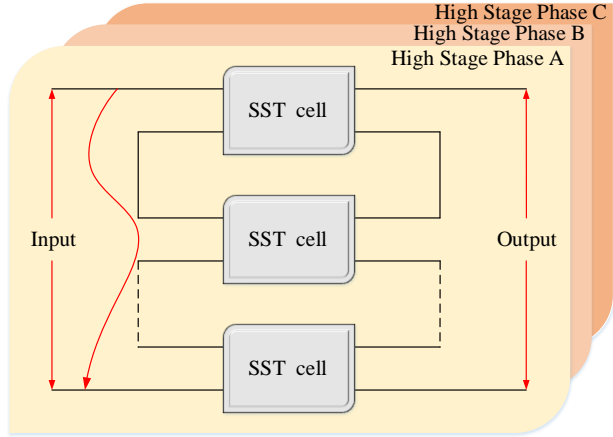 High Stage Phase C
High Stage Phase B
High Stage Phase A
SST cell
SST cell
Input
Output
SST cell